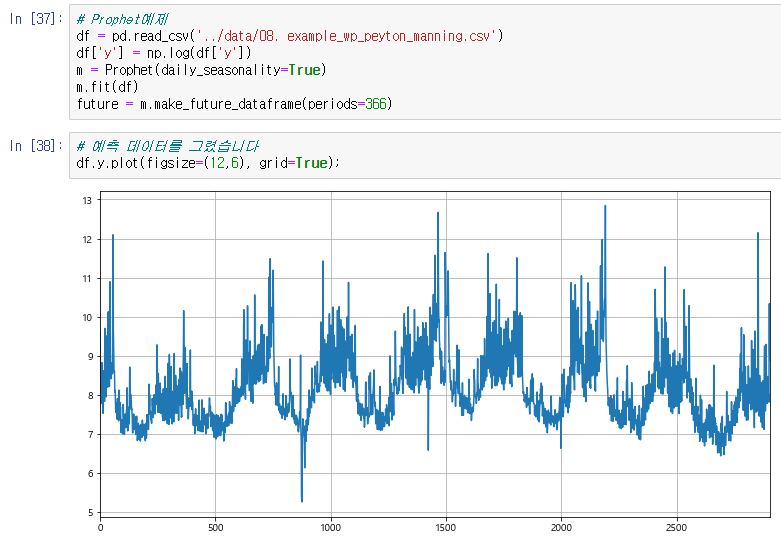 In [37]:
# Prophet예제
df = pd.read_csv('../data/08. example_wp_peyton_manning.csv')
df['y'] = np.log(df['y'])
m = Prophet(daily_seasonality=True)
m.fit(df)
future = m.make_future_dataframe(periods=366)
In [38]:
# 예측 데이터를 그렸습니다
df.y.plot(figsize=(12,6), grid=True);
13
12
11
10
9
8
7
6
5
0 500 1000 1500 2000 2500